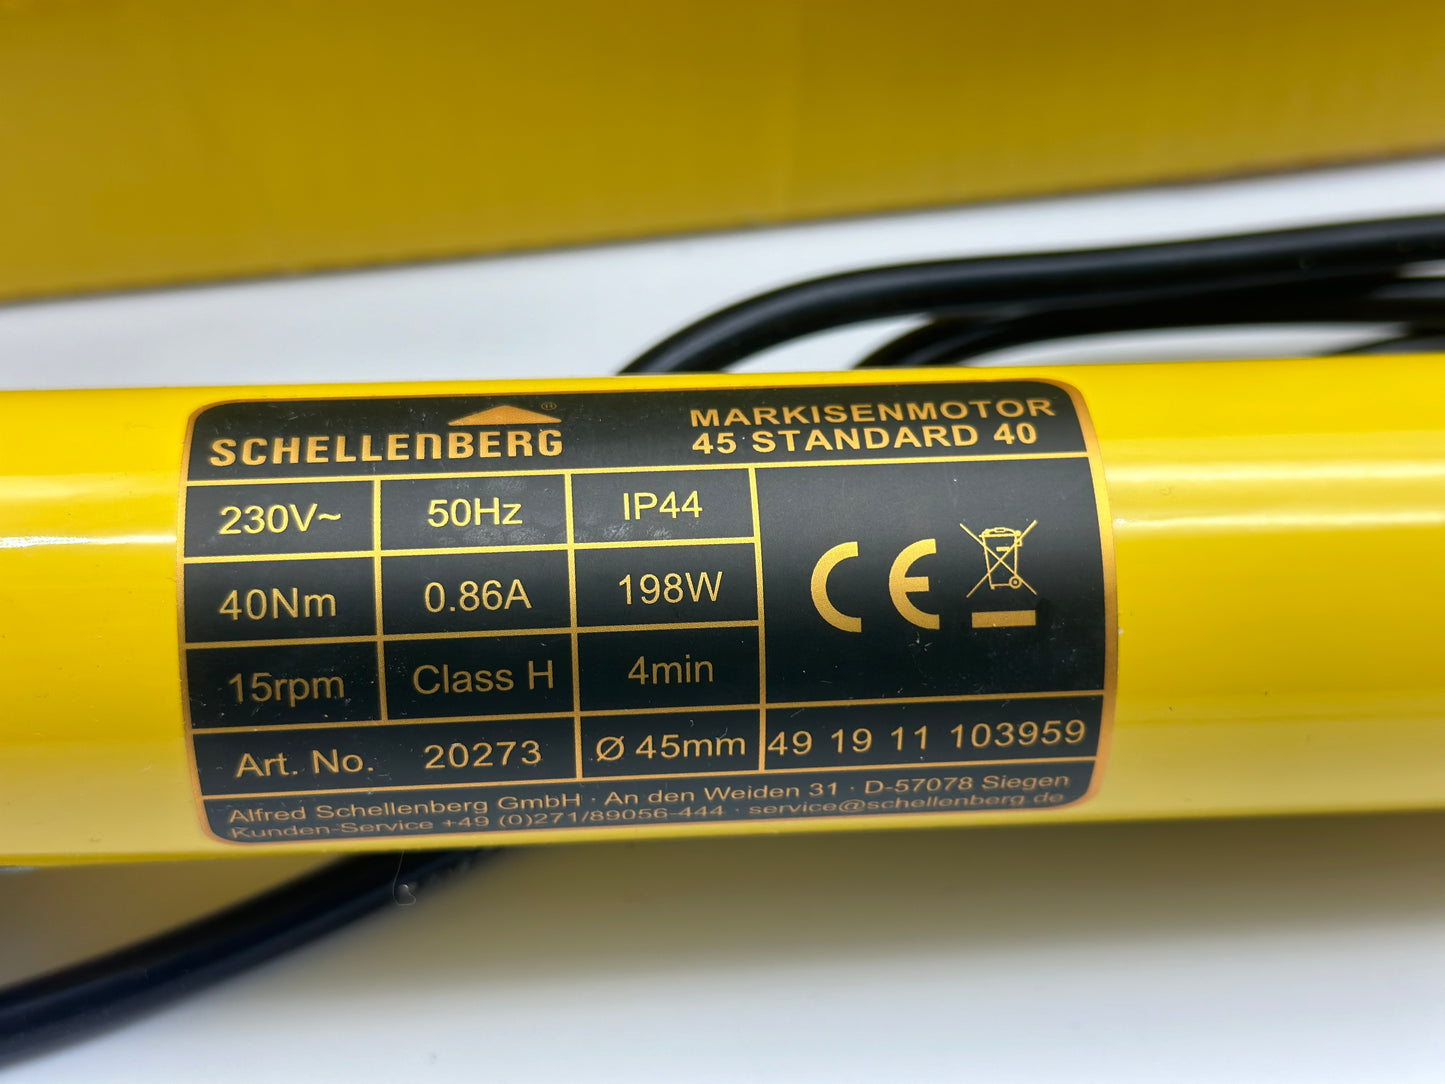 SCHELLENBERG ®
MARKISENMOTOR
45 STANDARD 40
230V~ 50Hz IP44
40Nm 0.86A 198W
15rpm Class H 4min
CE
Art. No. 20273 Ø 45mm 49 19 11 103959
Alfred Schellenberg GmbH · An den Weiden 31 · D-57078 Siegen
Kunden-Service +49 (0)271/89056-444 · service@schellenberg.de